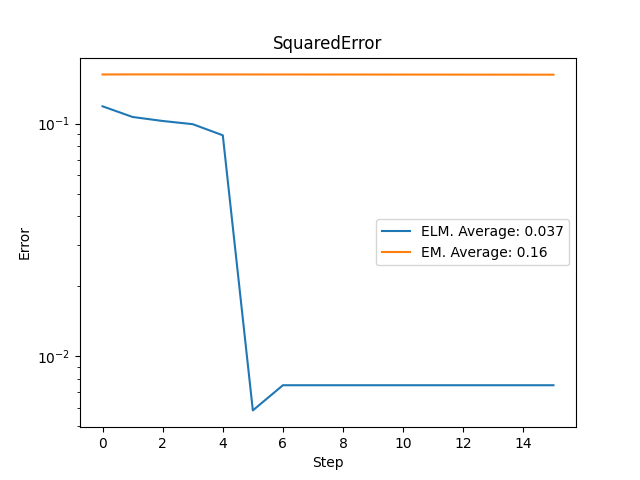 SquaredError
Error
10⁻¹
10⁻²
ELM. Average: 0.037
EM. Average: 0.16
0 2 4 6 8 10 12 14
Step